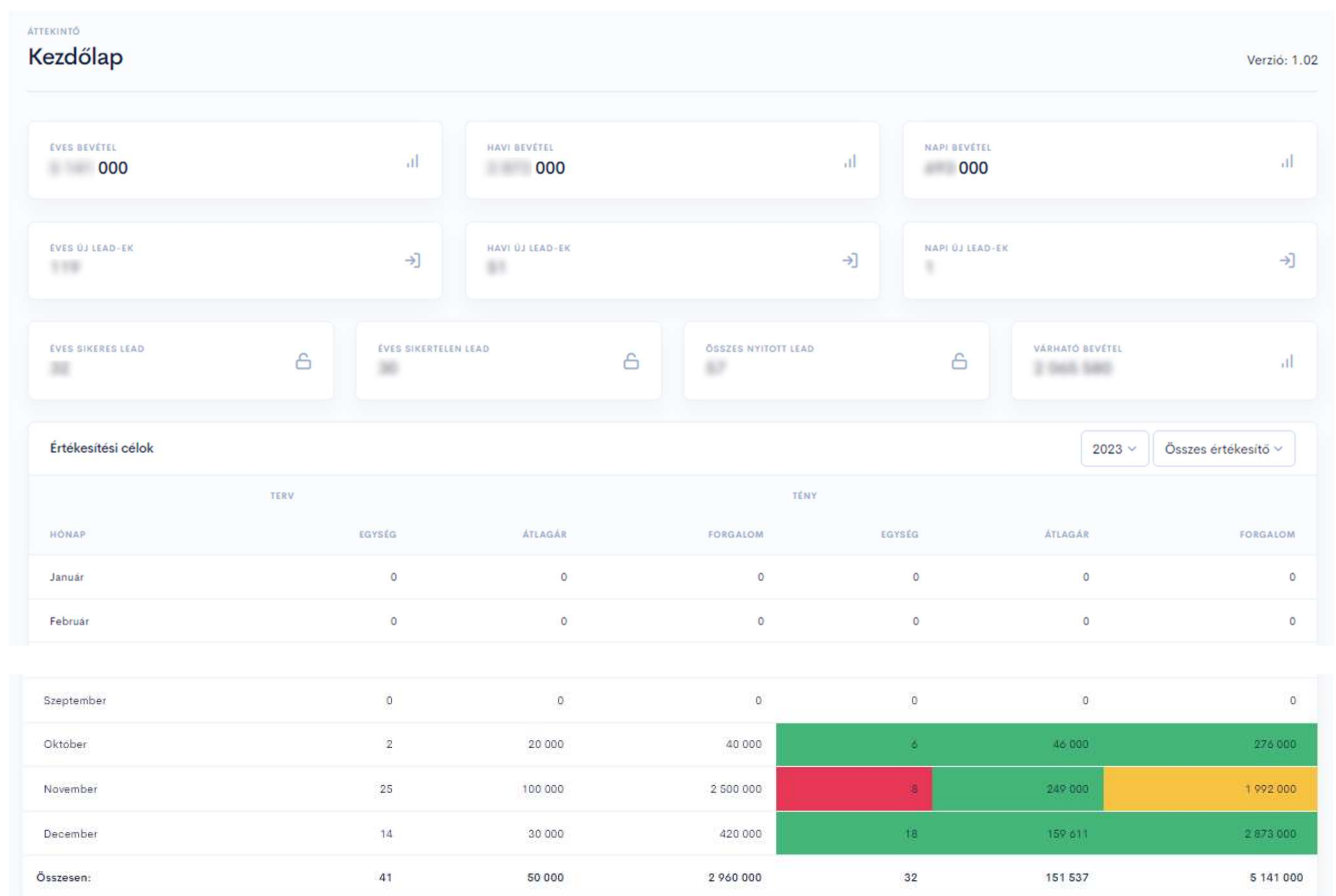 ÁTTEKINTŐ
Kezdőlap
Verzió: 1.02
ÉVES BEVÉTEL
000
HAVI BEVÉTEL
000
NAPI BEVÉTEL
000
ÉVES ÚJ LEAD-EK
HAVI ÚJ LEAD-EK
NAPI ÚJ LEAD-EK
ÉVES SIKERES LEAD
ÉVES SIKERTELEN LEAD
ÖSSZES NYITOTT LEAD
VÁRHATÓ BEVÉTEL
Értékesítési célok
2023
Összes értékesítő
TERV TÉNY
HÓNAP EGYSÉG ÁTLAGÁR FORGALOM EGYSÉG ÁTLAGÁR FORGALOM
Január 0 0 0 0 0 0
Február 0 0 0 0 0 0
Szeptember 0 0 0 0 0 0
Október 2 20 000 40 000 6 46 000 276 000
November 25 100 000 2 500 000 8 249 000 1 992 000
December 14 30 000 420 000 18 159 611 2 873 000
Összesen: 41 50 000 2 960 000 32 151 537 5 141 000